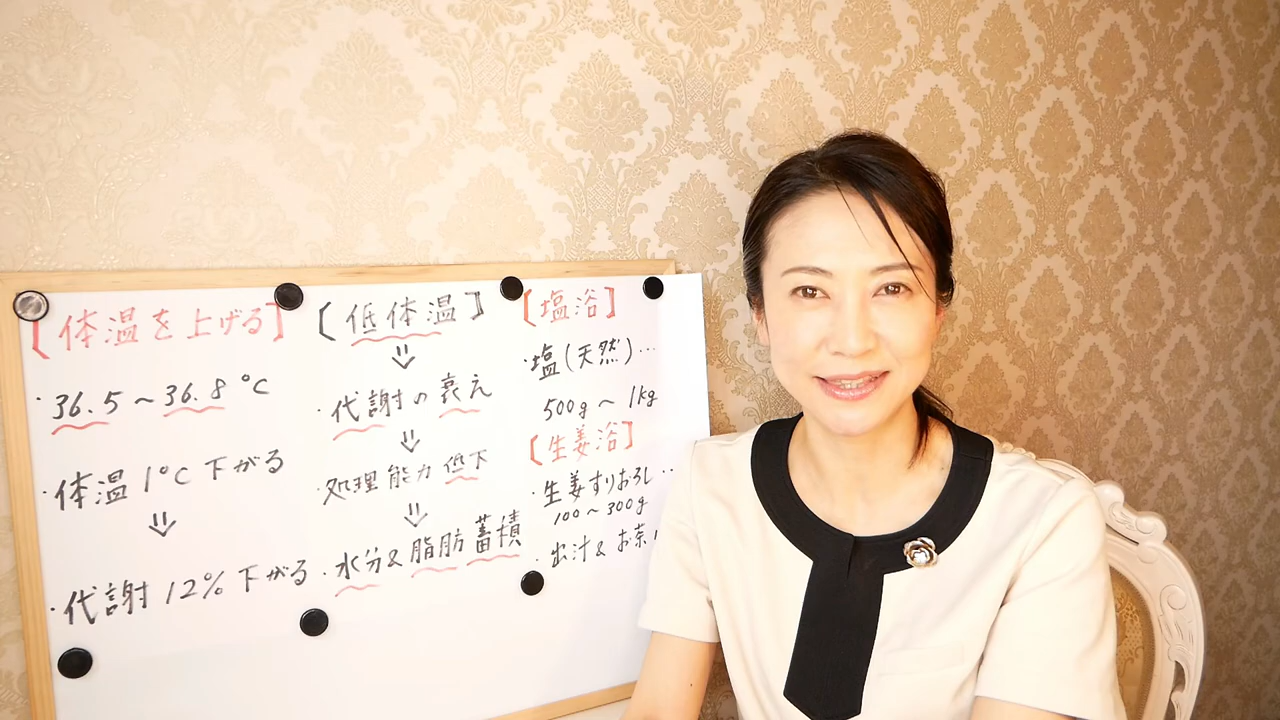 【体温を上げる】
・36.5～36.8℃
・体温1℃下がる
⇓
・代謝12%下がる
【低体温】
⇓
・代謝の衰え
⇓
・処理能力低下
⇓
・水分&脂肪蓄積
【塩浴】
・塩(天然)…
500g～1kg
【生姜浴】
・生姜すりおろし…
100～300g
・出汁&お茶